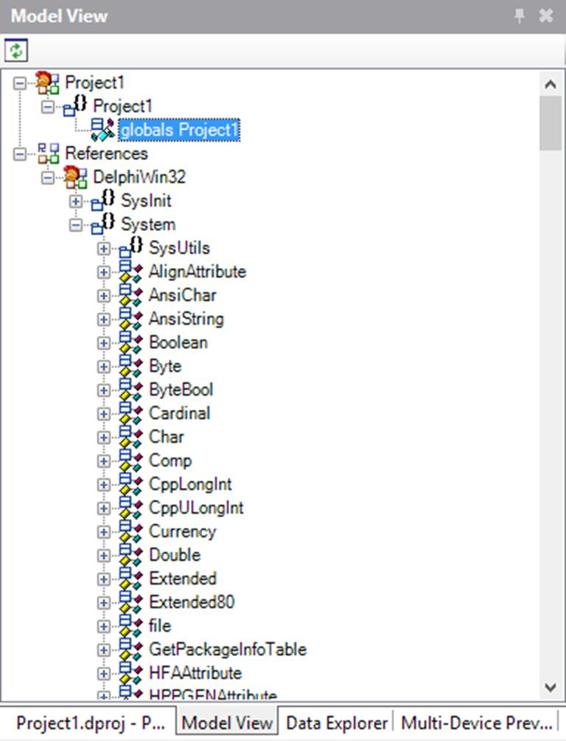 Model View
Project1
{} Project1
globals Project1
References
DelphiWin32
{} SysInit
{} System
{} SysUtils
AlignAttribute
AnsiChar
AnsiString
Boolean
Byte
ByteBool
Cardinal
Char
Comp
CppLongInt
CppULongInt
Currency
Double
Extended
Extended80
file
GetPackageInfoTable
HFAAttribute
HPPGENAttribute
Project1.dproj - P... Model View Data Explorer Multi-Device Prev...